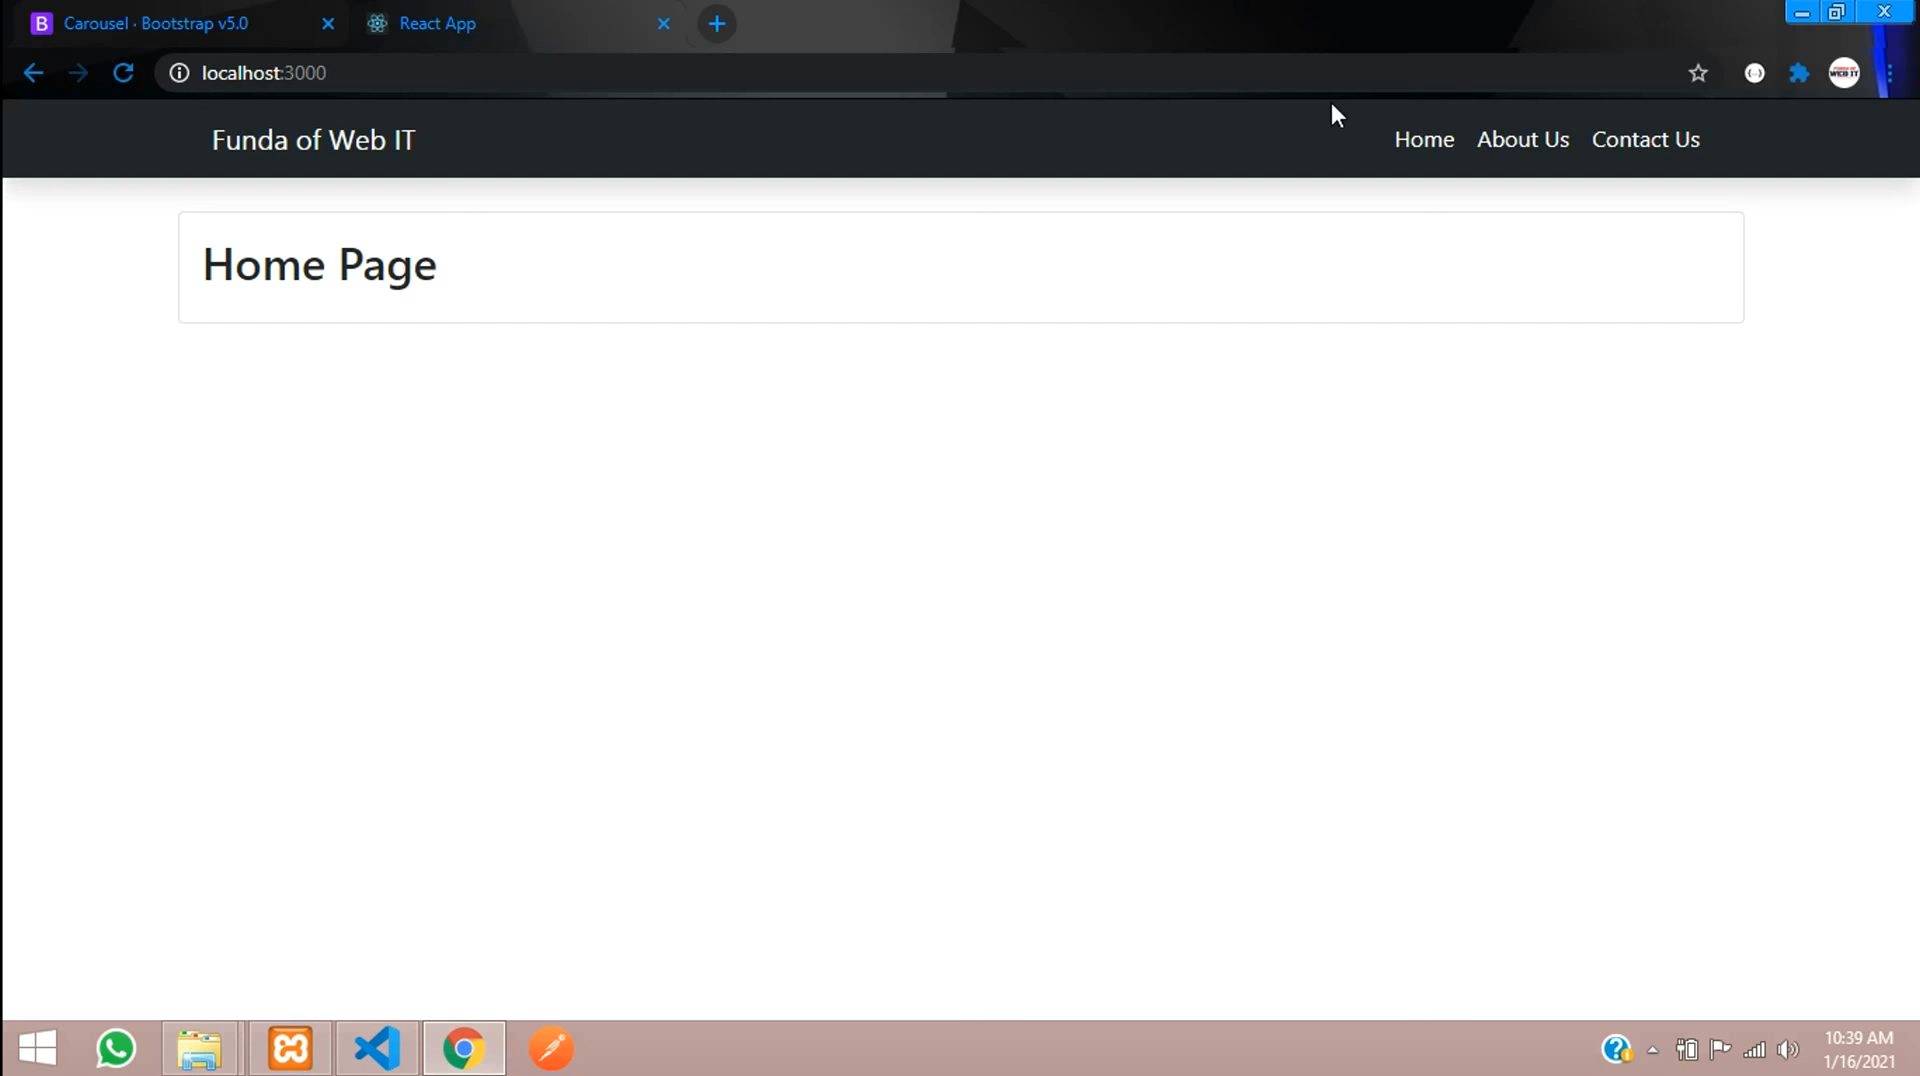 Carousel · Bootstrap v5.0
React App
localhost:3000
Funda of Web IT
Home About Us Contact Us
Home Page
10:39 AM
1/16/2021